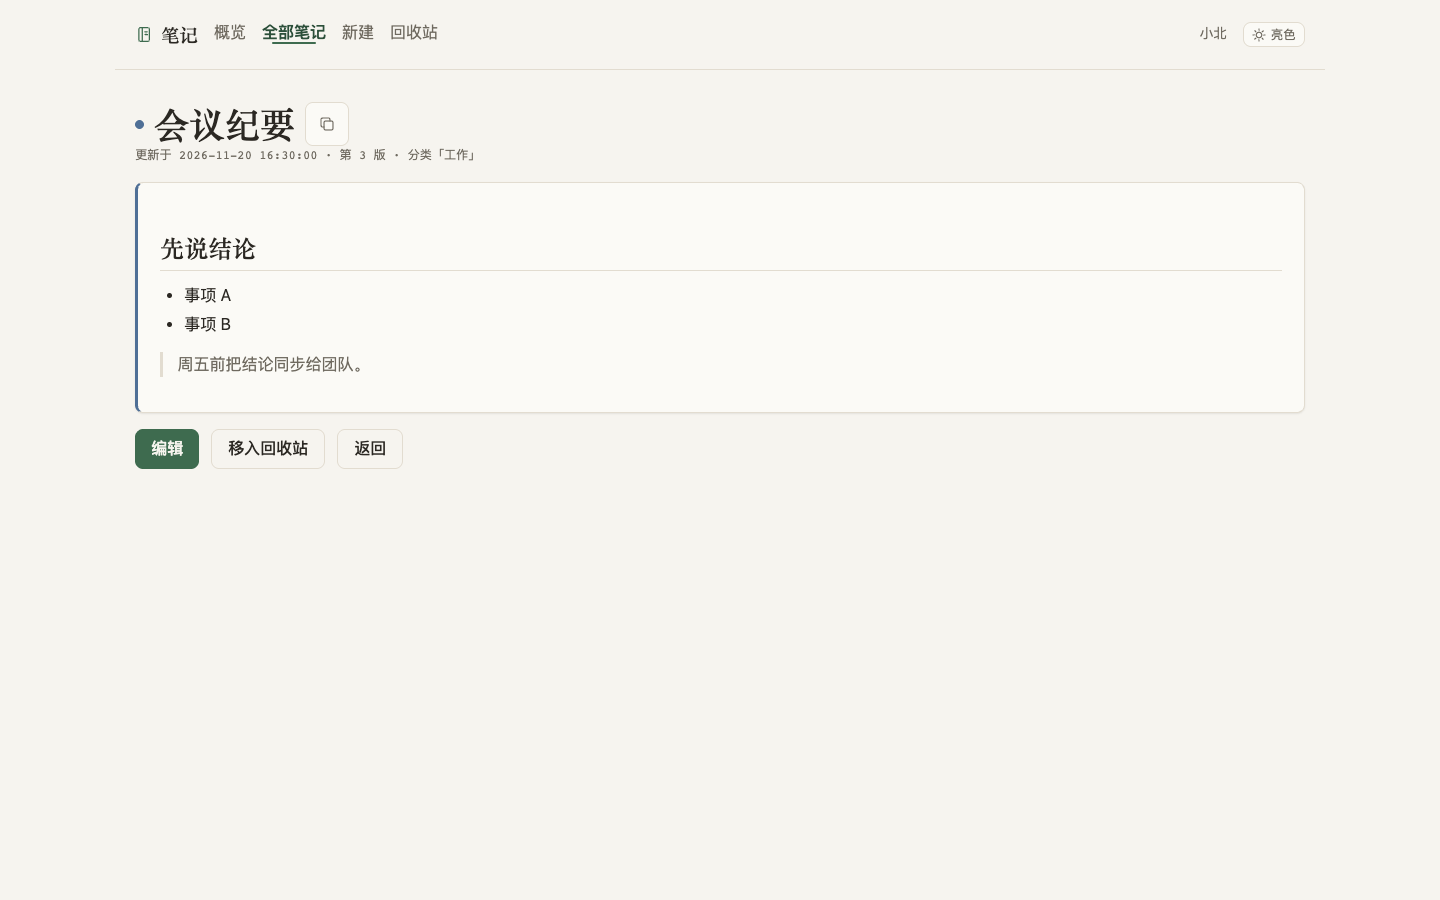 笔记 概览 全部笔记 新建 回收站 小北 亮色
会议纪要
更新于 2026-11-20 16:30:00 · 第 3 版 · 分类「工作」
先说结论
事项 A
事项 B
周五前把结论同步给团队。
编辑 移入回收站 返回